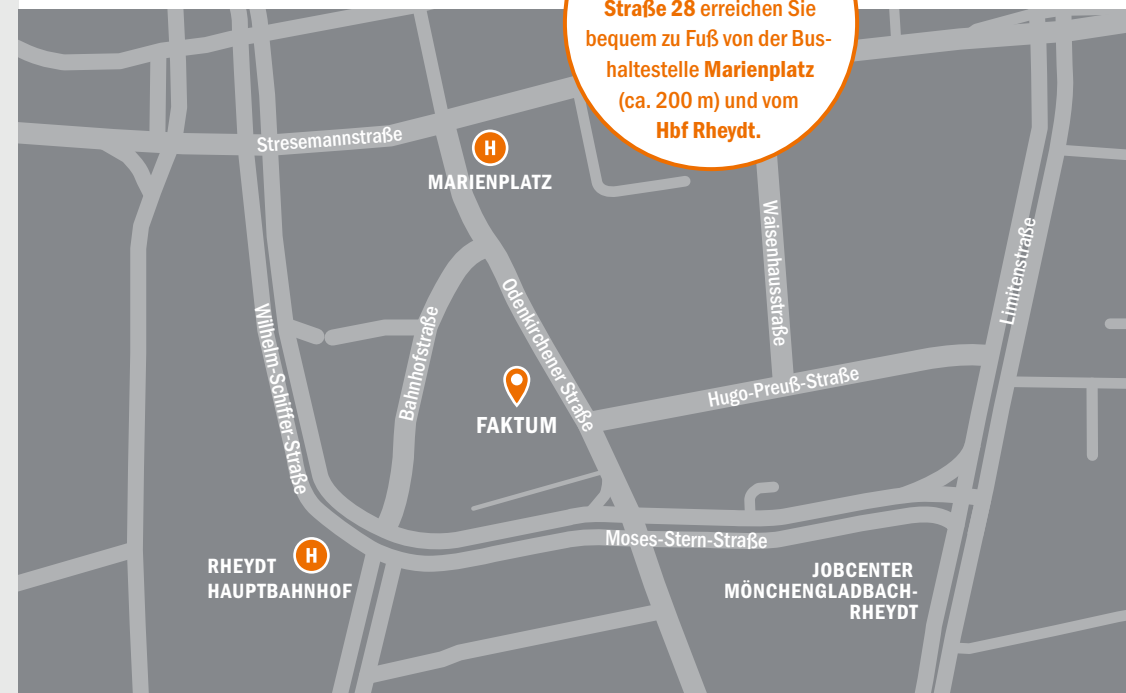 Straße 28 erreichen Sie
bequem zu Fuß von der Bus-
haltestelle Marienplatz
(ca. 200 m) und vom
Hbf Rheydt.
Stresemannstraße
H
MARIENPLATZ
Waisenhausstraße
Limitenstraße
Wilhelm-Schiffer-Straße
Bahnhofstraße
Odenkirchener Straße
Hugo-Preuß-Straße
FAKTUM
Moses-Stern-Straße
H
RHEYDT
HAUPTBAHNHOF
JOBCENTER
MÖNCHENGLADBACH-
RHEYDT